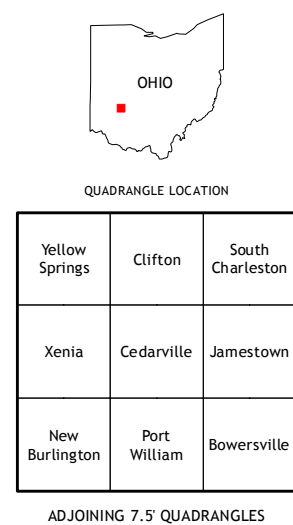 OHIO
QUADRANGLE LOCATION
Yellow
Springs
Clifton
South
Charleston
Xenia
Cedarville
Jamestown
New
Burlington
Port
William
Bowersville
ADJOINING 7.5' QUADRANGLES